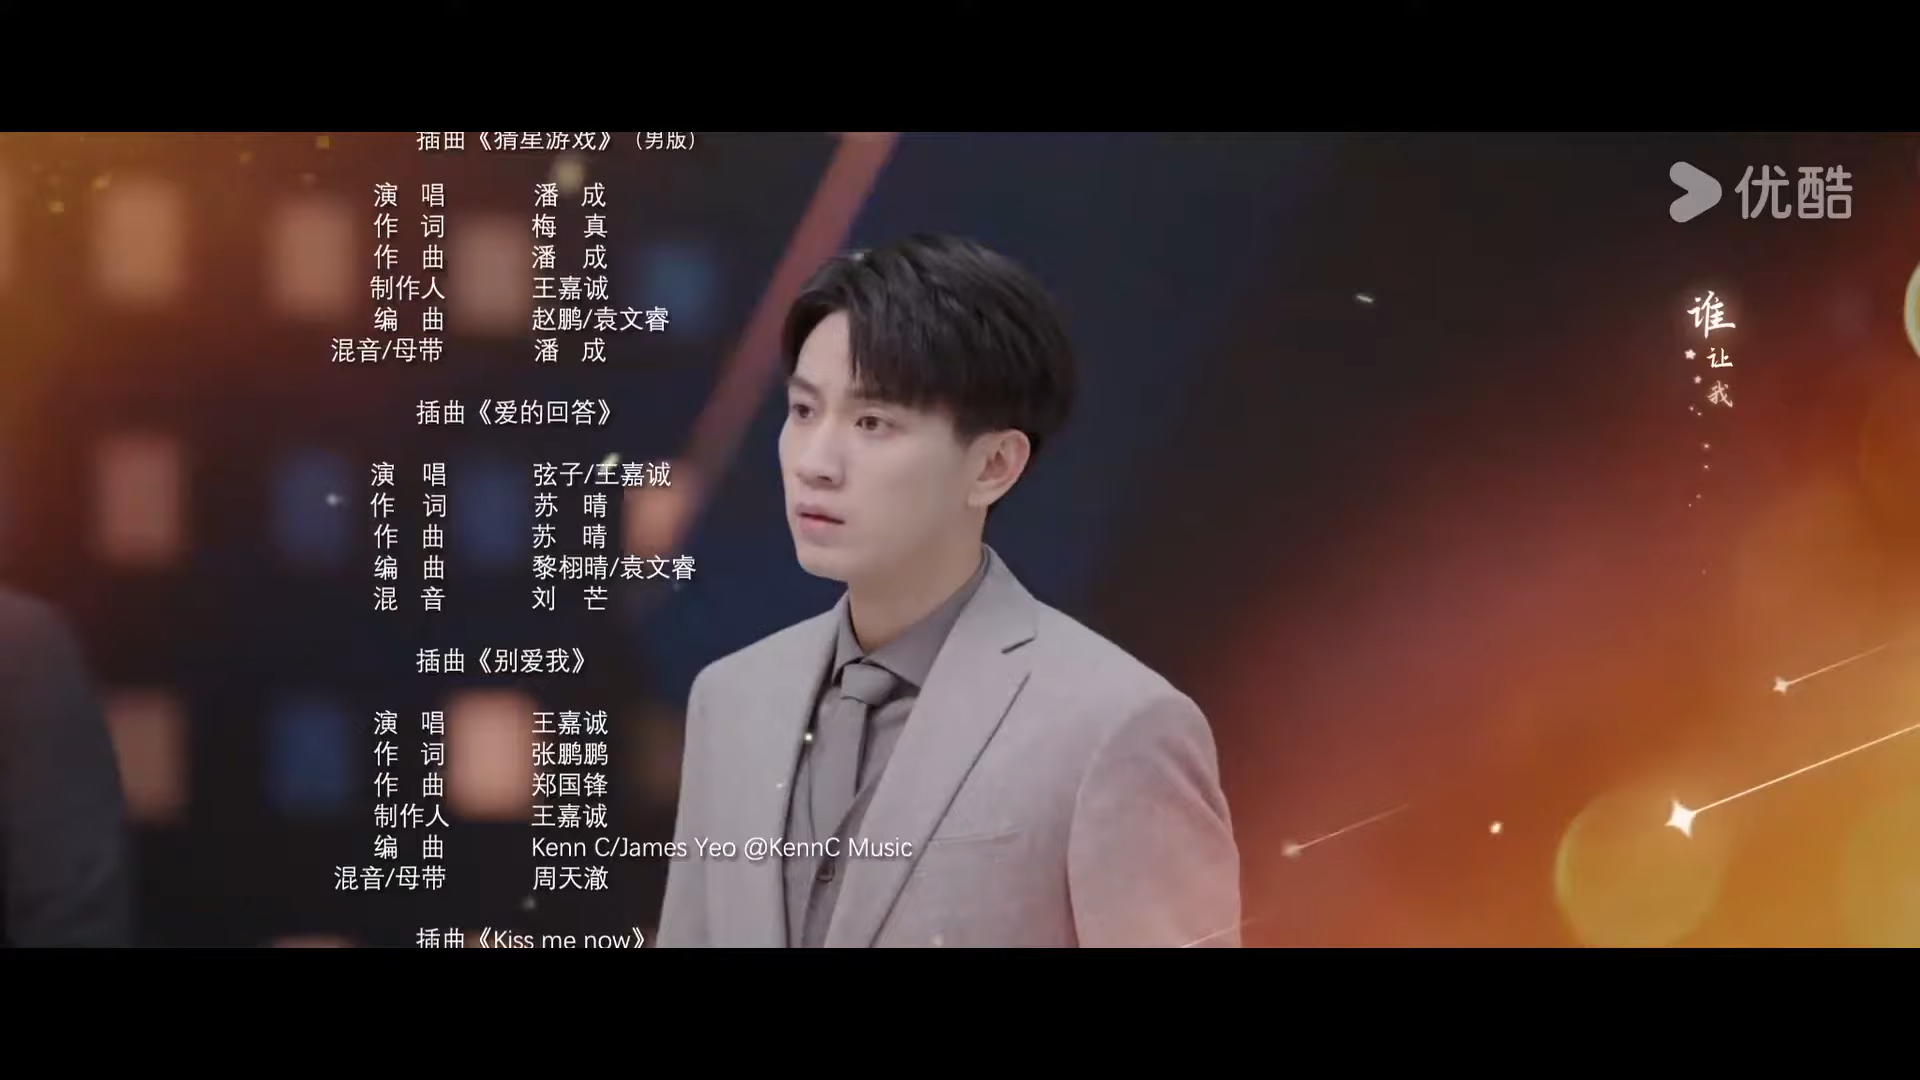 插曲《猜星游戏》（男版）
演 唱 潘 成
作 词 梅 真
作 曲 潘 成
制作人 王嘉诚
编 曲 赵鹏/袁文睿
混音/母带 潘 成
插曲《爱的回答》
演 唱 弦子/王嘉诚
作 词 苏 晴
作 曲 苏 晴
编 曲 黎栩晴/袁文睿
混 音 刘 芒
插曲《别爱我》
演 唱 王嘉诚
作 词 张鹏鹏
作 曲 郑国锋
制作人 王嘉诚
编 曲 Kenn C/James Yeo @KennC Music
混音/母带 周天澈
插曲《Kiss me now》
优酷
谁
让
我